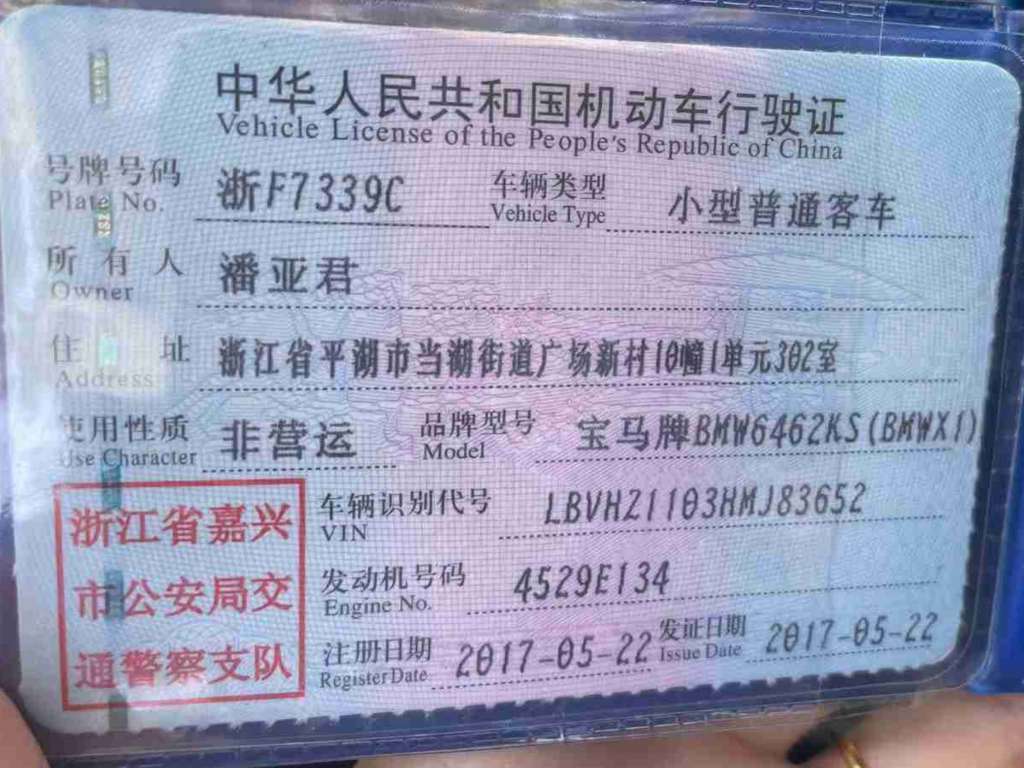 中华人民共和国机动车行驶证
Vehicle License of the People's Republic of China
号牌号码 浙F7339C 车辆类型 小型普通客车
Plate No. Vehicle Type
所有人 潘亚君
Owner
住址 浙江省平湖市当湖街道广场新村10幢1单元302室
Address
使用性质 非营运 品牌型号 宝马牌BMW6462KS(BMWX1)
Use Character Model
浙江省嘉兴
市公安局交
通警察支队
车辆识别代号 LBVHZ1103HMJ83652
VIN
发动机号码 4529E134
Engine No.
注册日期 2017-05-22 发证日期 2017-05-22
Register Date Issue Date